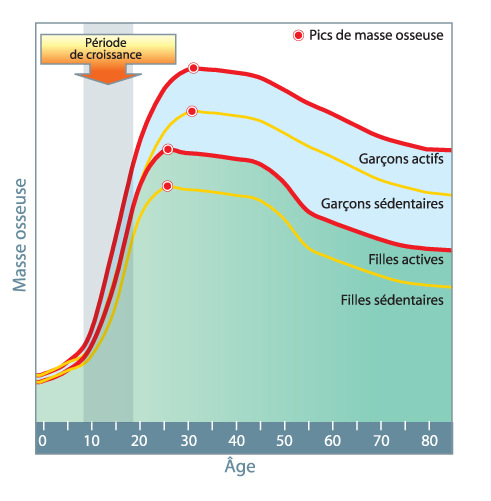 Période
de croissance
Pics de masse osseuse
Garçons actifs
Garçons sédentaires
Filles actives
Filles sédentaires
Masse osseuse
0 10 20 30 40 50 60 70 80
Âge